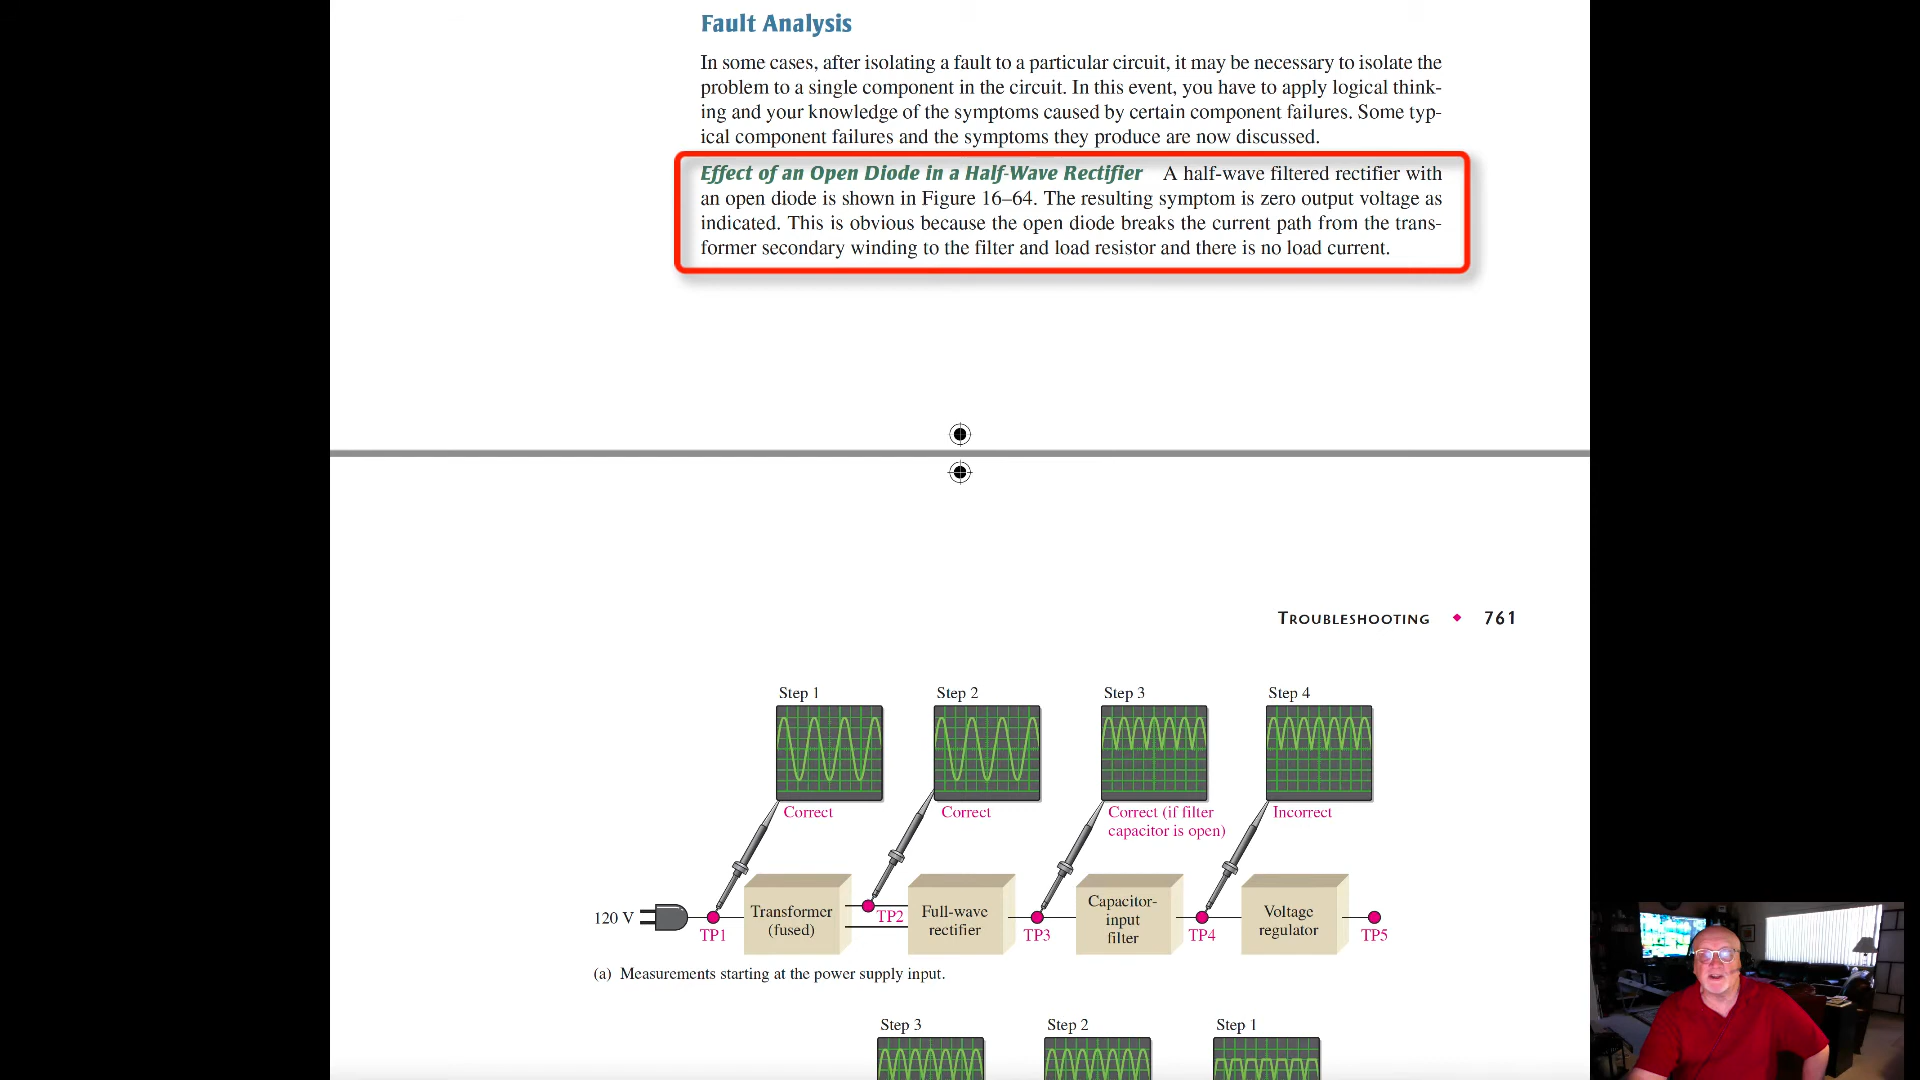 Fault Analysis
In some cases, after isolating a fault to a particular circuit, it may be necessary to isolate the
problem to a single component in the circuit. In this event, you have to apply logical think-
ing and your knowledge of the symptoms caused by certain component failures. Some typ-
ical component failures and the symptoms they produce are now discussed.
Effect of an Open Diode in a Half-Wave Rectifier A half-wave filtered rectifier with
an open diode is shown in Figure 16–64. The resulting symptom is zero output voltage as
indicated. This is obvious because the open diode breaks the current path from the trans-
former secondary winding to the filter and load resistor and there is no load current.
TROUBLESHOOTING ◆ 761
Step 1
Step 2
Step 3
Step 4
Correct
Correct
Correct (if filter
capacitor is open)
Incorrect
120 V
TP1
Transformer
(fused)
TP2
Full-wave
rectifier
TP3
Capacitor-
input
filter
TP4
Voltage
regulator
TP5
(a) Measurements starting at the power supply input.
Step 3
Step 2
Step 1